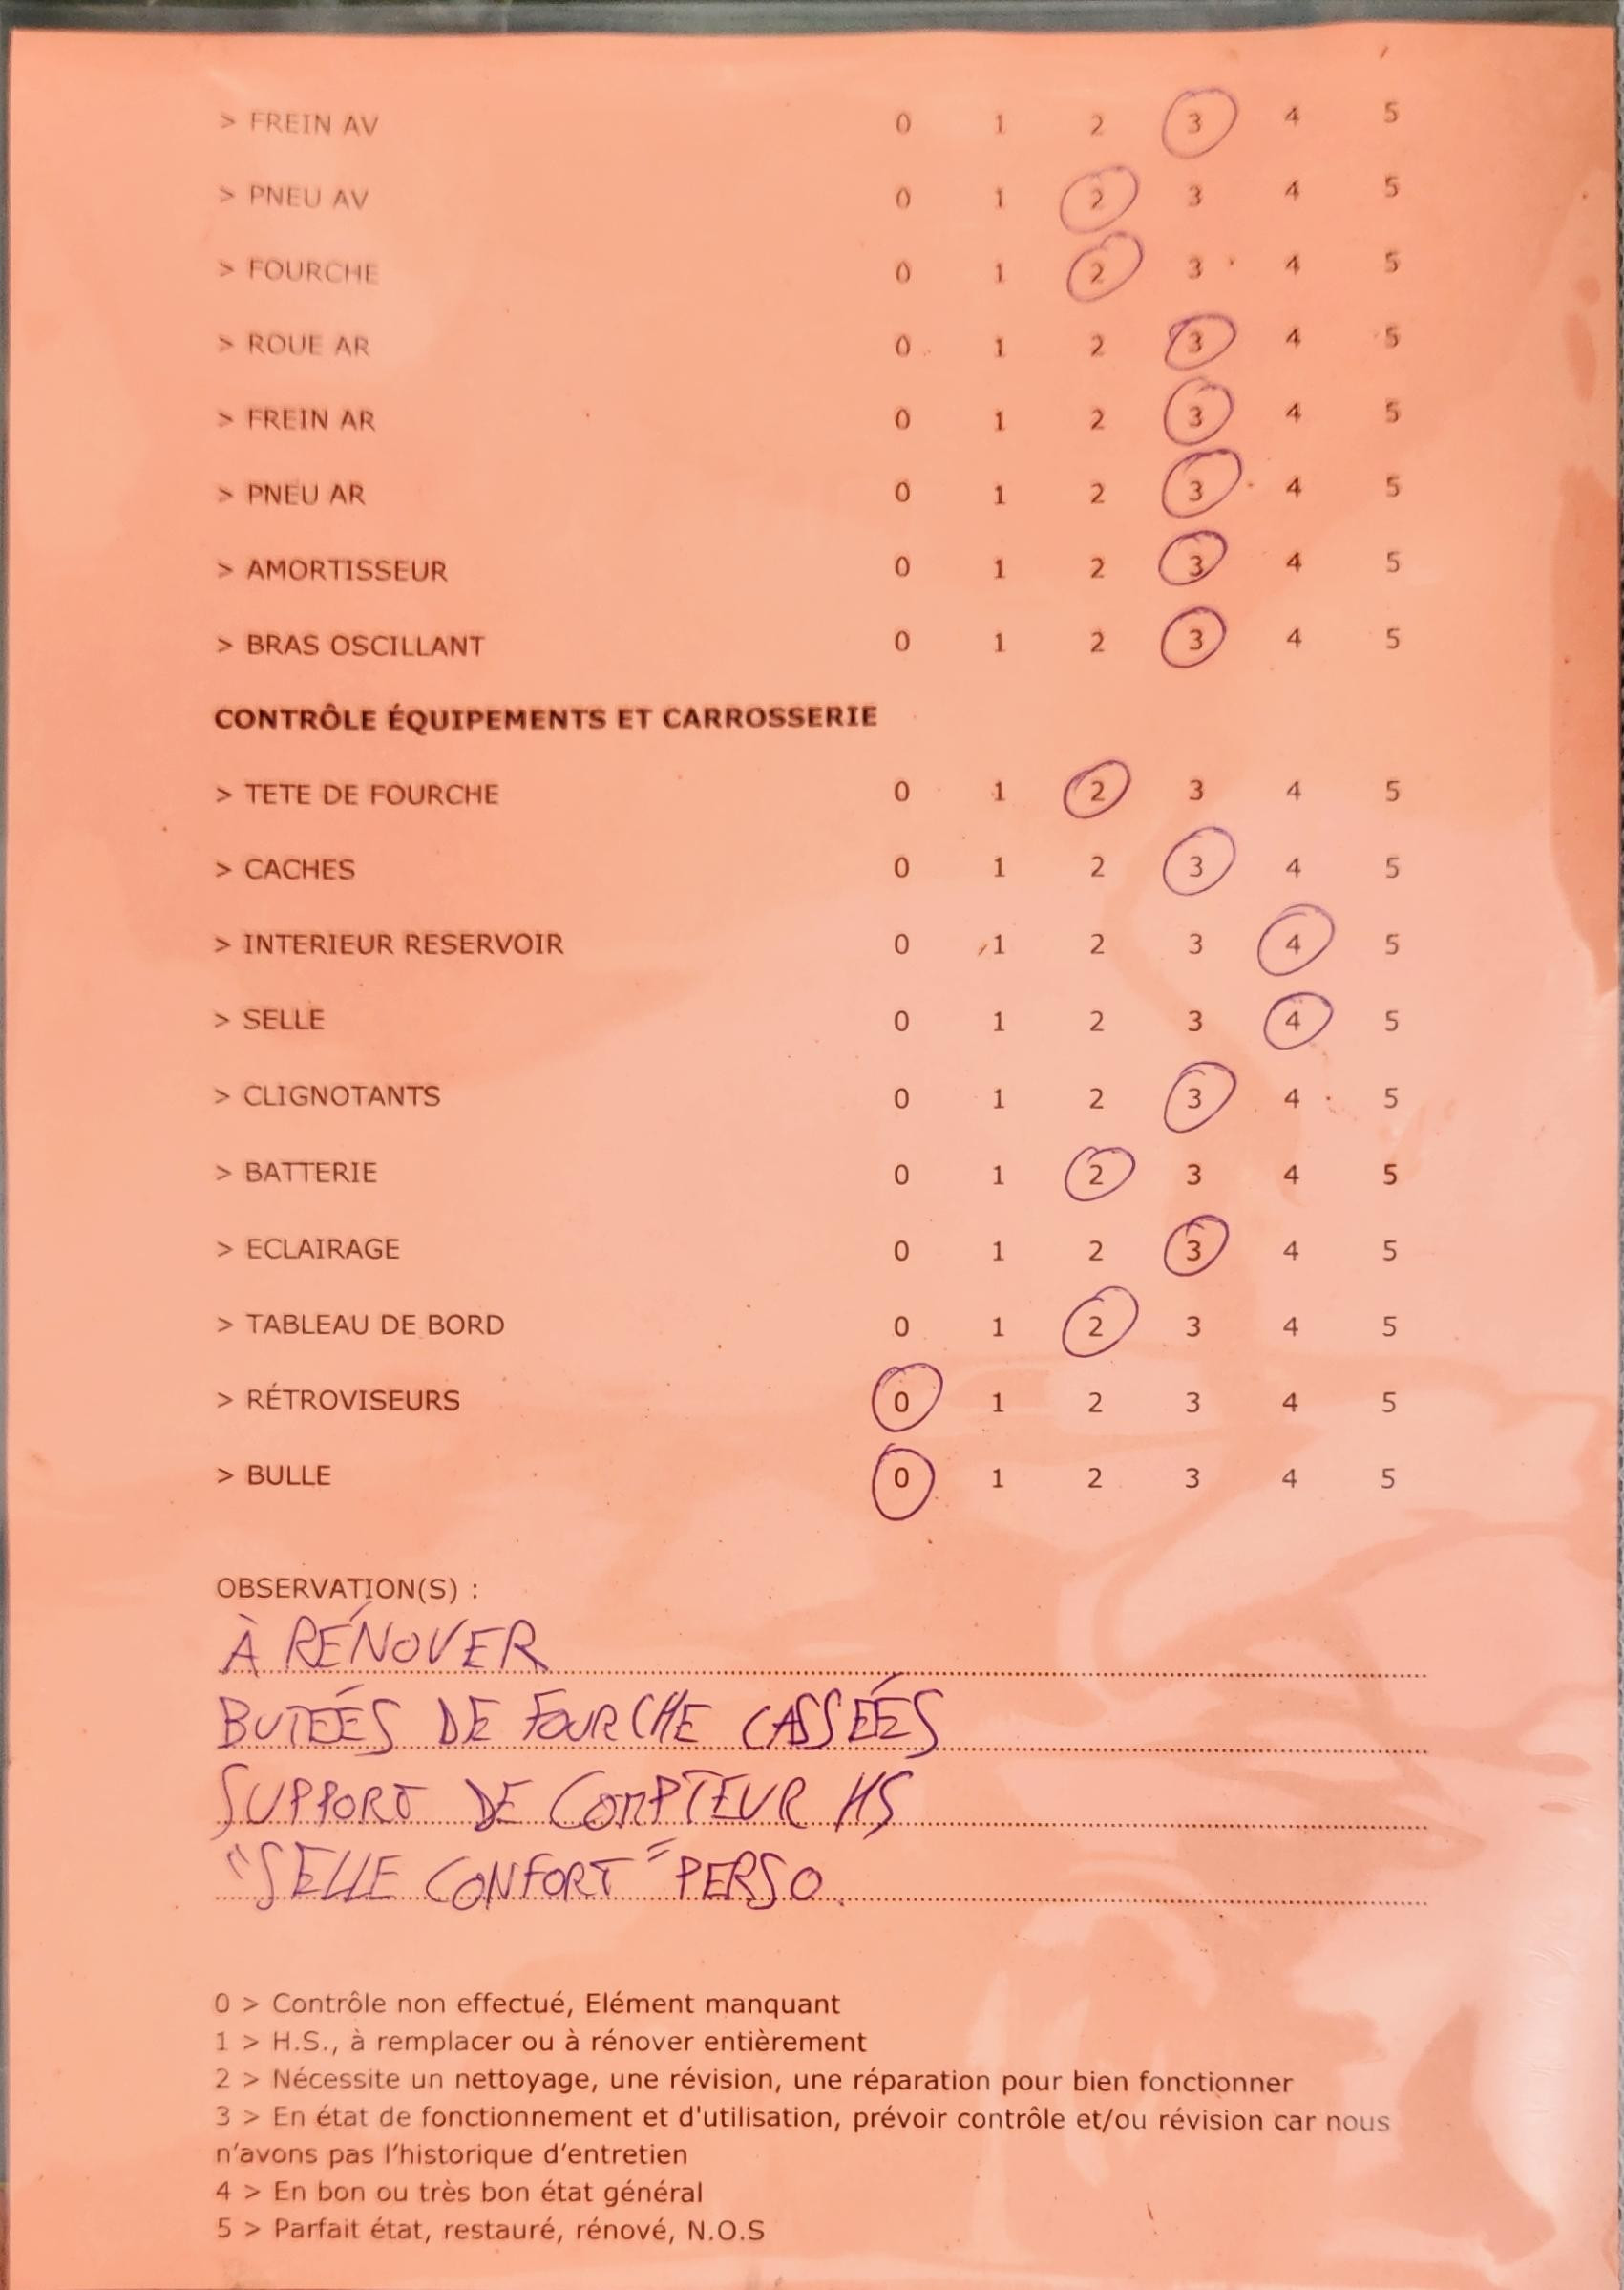 > FREIN AV 0 1 2 3 4 5
> PNEU AV 0 1 2 3 4 5
> FOURCHE 0 1 2 3 4 5
> ROUE AR 0 1 2 3 4 5
> FREIN AR 0 1 2 3 4 5
> PNEU AR 0 1 2 3 4 5
> AMORTISSEUR 0 1 2 3 4 5
> BRAS OSCILLANT 0 1 2 3 4 5
CONTRÔLE ÉQUIPEMENTS ET CARROSSERIE
> TETE DE FOURCHE 0 1 2 3 4 5
> CACHES 0 1 2 3 4 5
> INTERIEUR RESERVOIR 0 1 2 3 4 5
> SELLE 0 1 2 3 4 5
> CLIGNOTANTS 0 1 2 3 4 5
> BATTERIE 0 1 2 3 4 5
> ECLAIRAGE 0 1 2 3 4 5
> TABLEAU DE BORD 0 1 2 3 4 5
> RÉTROVISEURS 0 1 2 3 4 5
> BULLE 0 1 2 3 4 5
OBSERVATION(S) :
À RÉNOVER
BUTÉES DE FOURCHE CASSÉES
SUPPORT DE COMPTEUR HS
"SELLE CONFORT" PERSO.
0 > Contrôle non effectué, Elément manquant
1 > H.S., à remplacer ou à rénover entièrement
2 > Nécessite un nettoyage, une révision, une réparation pour bien fonctionner
3 > En état de fonctionnement et d'utilisation, prévoir contrôle et/ou révision car nous
n'avons pas l'historique d'entretien
4 > En bon ou très bon état général
5 > Parfait état, restauré, rénové, N.O.S